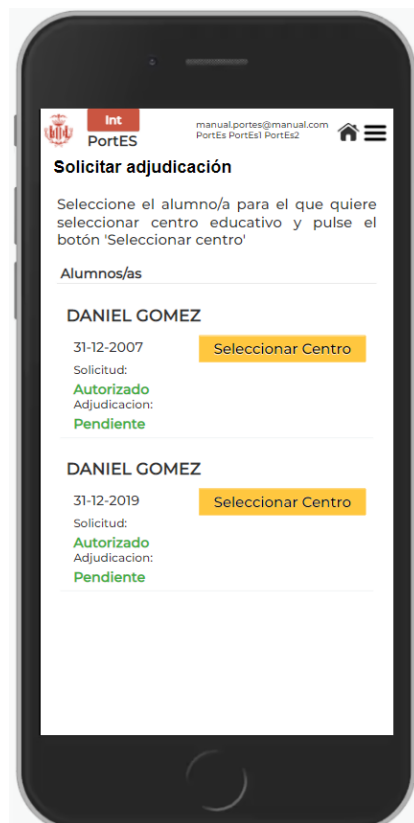 Int
PortES
manual.portes@manual.com
PortEs PortEs1 PortEs2
Solicitar adjudicación
Seleccione el alumno/a para el que quiere
seleccionar centro educativo y pulse el
botón 'Seleccionar centro'
Alumnos/as
DANIEL GOMEZ
31-12-2007
Seleccionar Centro
Solicitud:
Autorizado
Adjudicacion:
Pendiente
DANIEL GOMEZ
31-12-2019
Seleccionar Centro
Solicitud:
Autorizado
Adjudicacion:
Pendiente